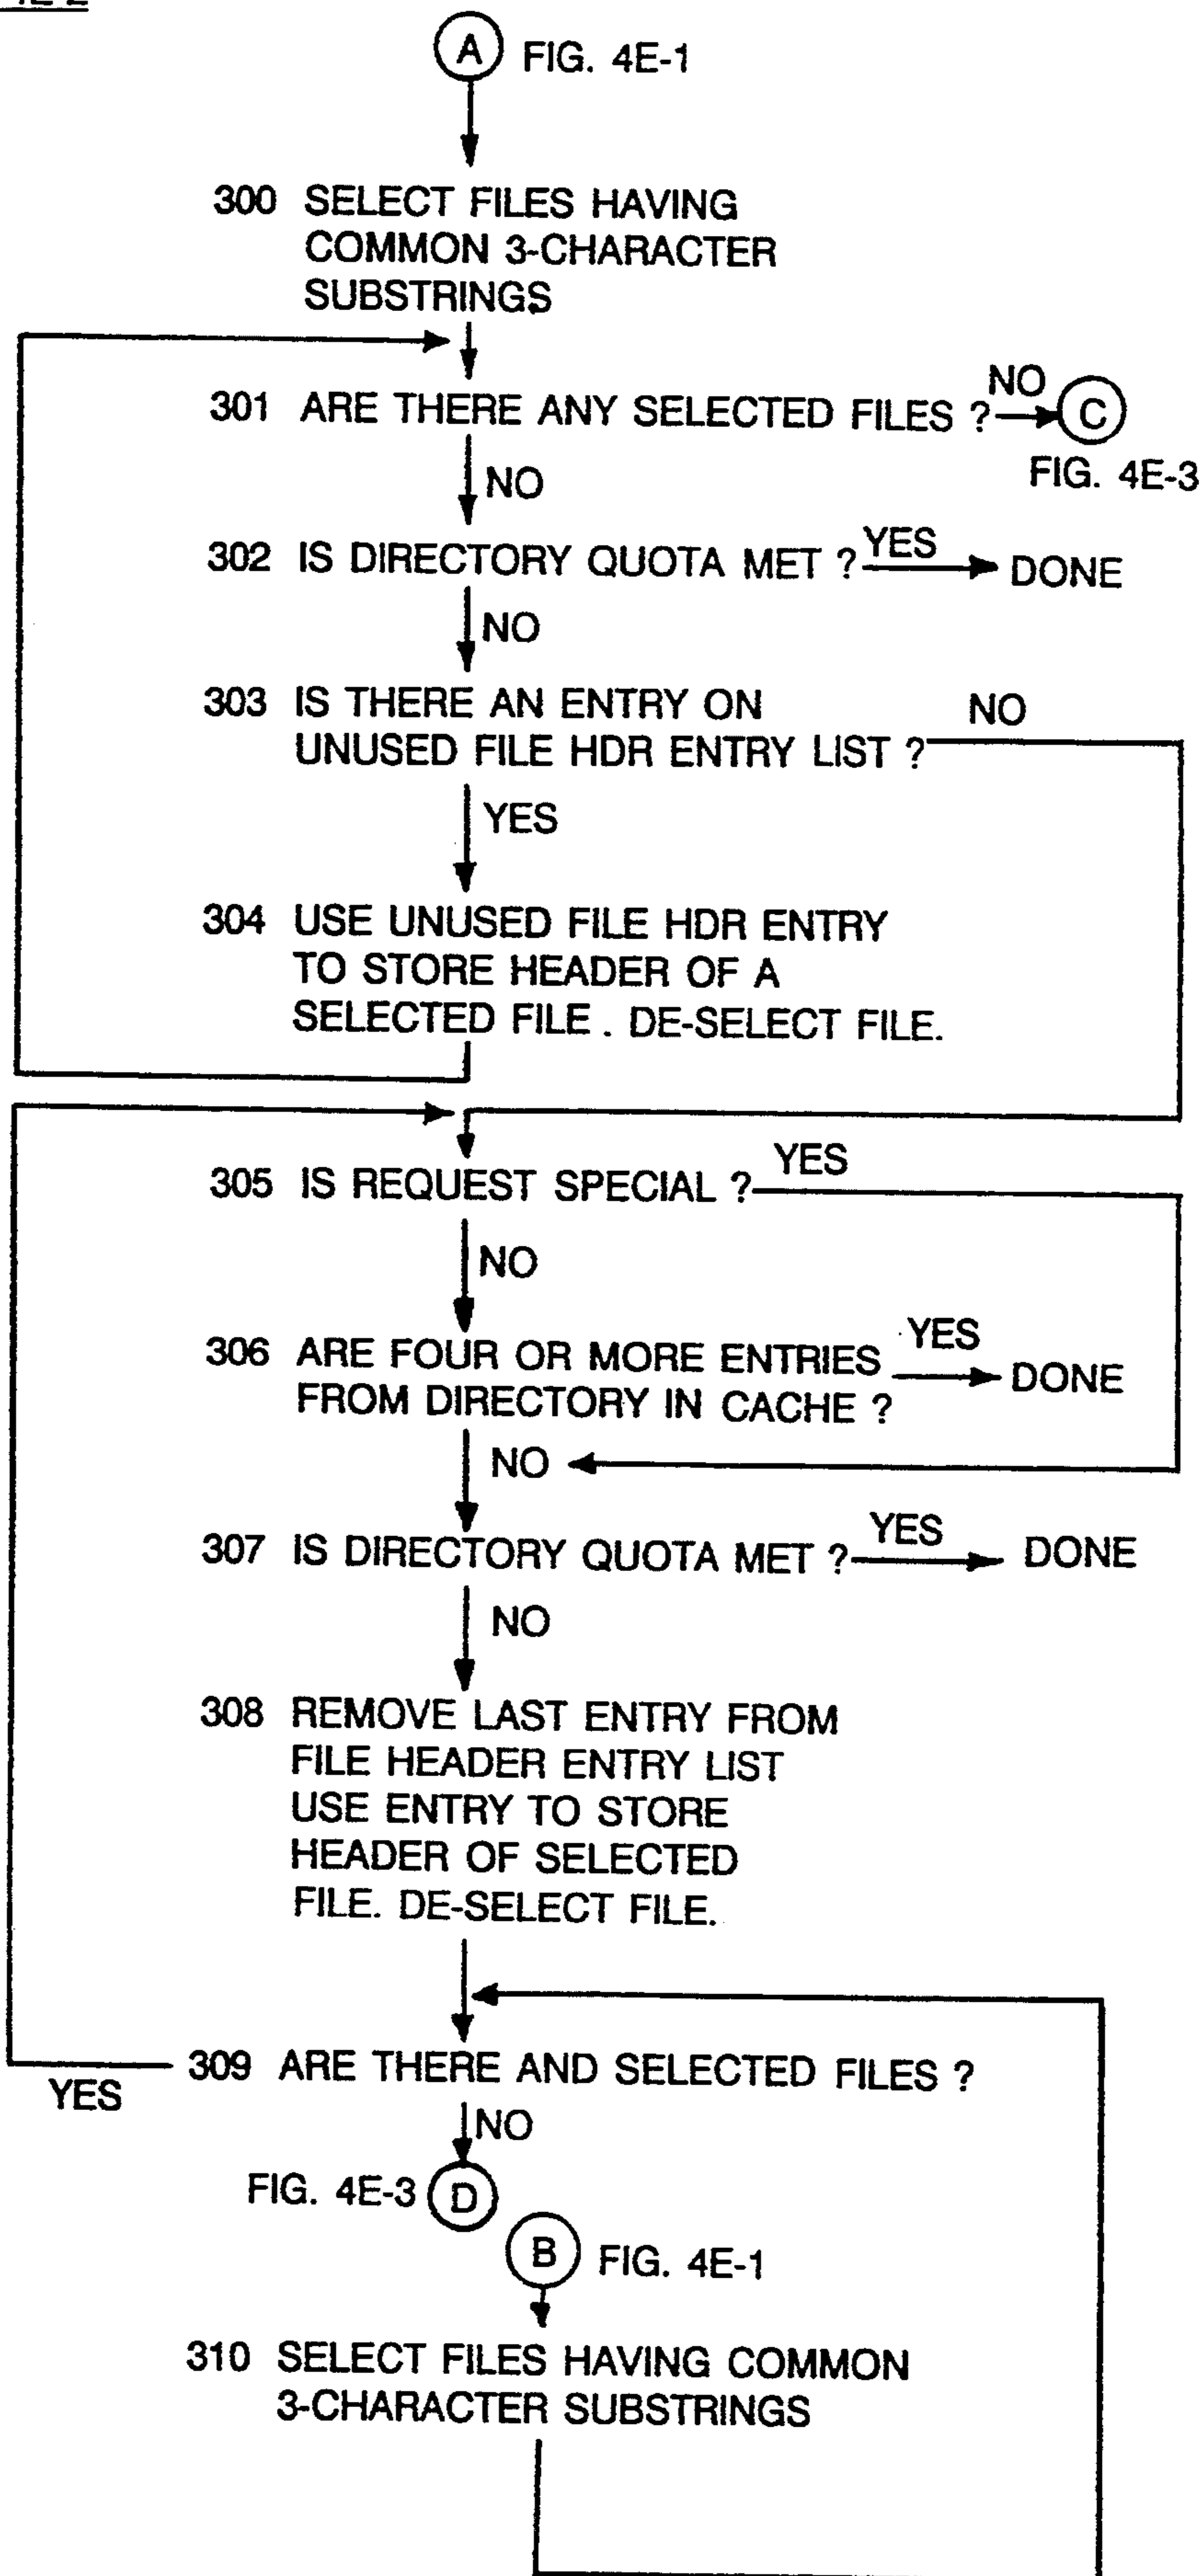 4E-2
A FIG. 4E-1
300 SELECT FILES HAVING
COMMON 3-CHARACTER
SUBSTRINGS
301 ARE THERE ANY SELECTED FILES ? NO C
FIG. 4E-3
NO
302 IS DIRECTORY QUOTA MET ? YES DONE
NO
303 IS THERE AN ENTRY ON
UNUSED FILE HDR ENTRY LIST ? NO
YES
304 USE UNUSED FILE HDR ENTRY
TO STORE HEADER OF A
SELECTED FILE . DE-SELECT FILE.
305 IS REQUEST SPECIAL ? YES
NO
306 ARE FOUR OR MORE ENTRIES YES DONE
FROM DIRECTORY IN CACHE ?
NO
307 IS DIRECTORY QUOTA MET ? YES DONE
NO
308 REMOVE LAST ENTRY FROM
FILE HEADER ENTRY LIST
USE ENTRY TO STORE
HEADER OF SELECTED
FILE. DE-SELECT FILE.
309 ARE THERE AND SELECTED FILES ?
YES
NO
FIG. 4E-3 D
B FIG. 4E-1
310 SELECT FILES HAVING COMMON
3-CHARACTER SUBSTRINGS